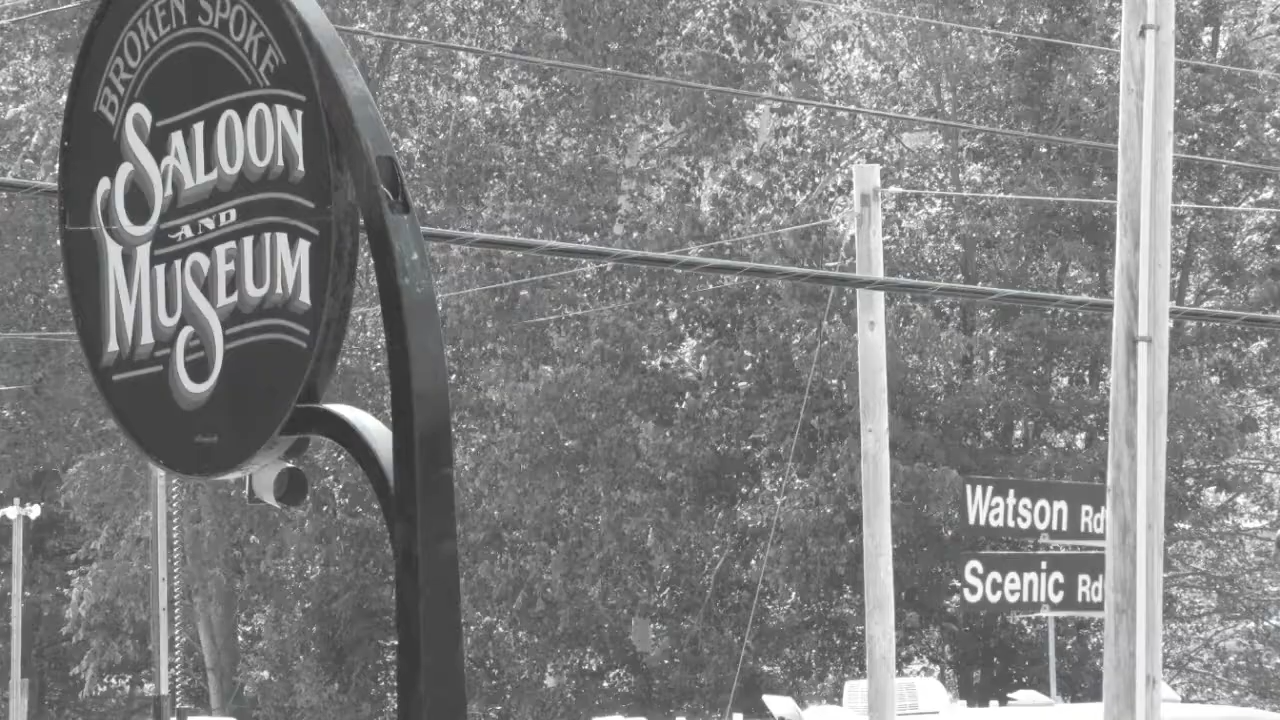 BROKEN SPOKE
SALOON
AND
MUSEUM
Watson Rd
Scenic Rd